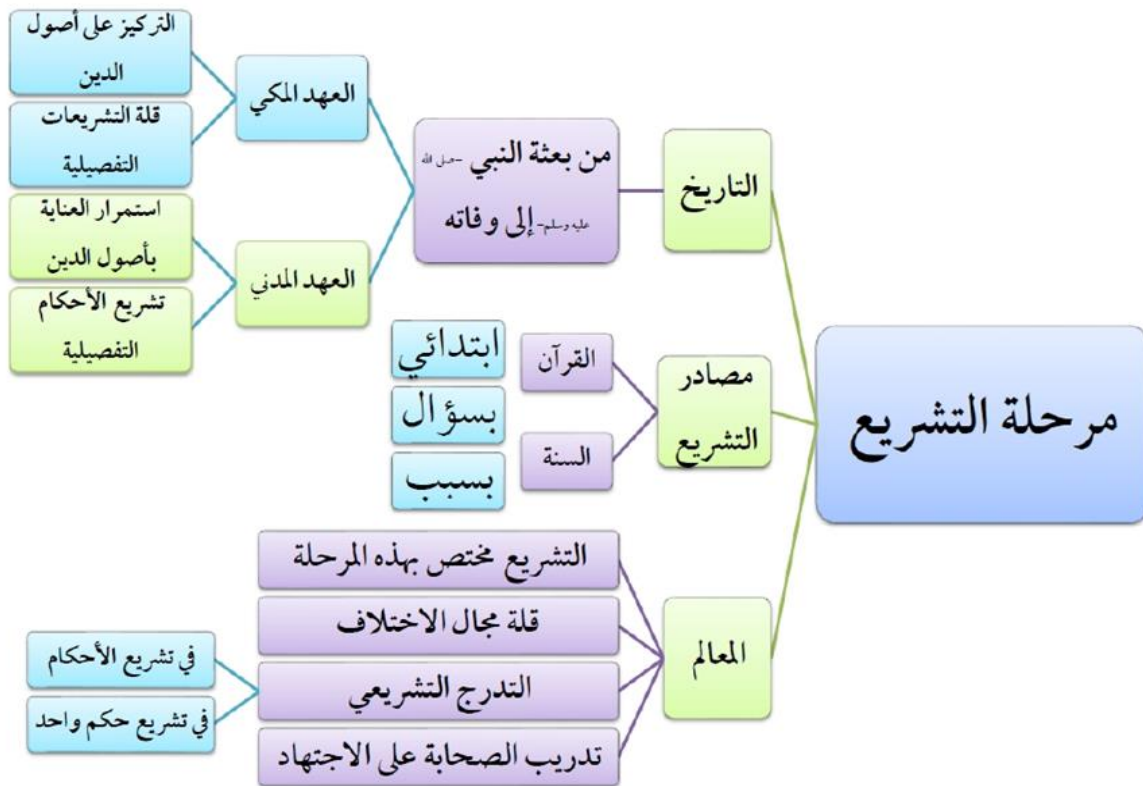 مرحلة التشريع
التاريخ
من بعثة النبي -صلى الله
عليه وسلم- إلى وفاته
العهد المكي
التركيز على أصول
الدين
قلة التشريعات
التفصيلية
العهد المدني
استمرار العناية
بأصول الدين
تشريع الأحكام
التفصيلية
مصادر
التشريع
القرآن
السنة
ابتدائي
بسؤال
بسبب
المعالم
التشريع مختص بهذه المرحلة
قلة مجال الاختلاف
التدرج التشريعي
في تشريع الأحكام
في تشريع حكم واحد
تدريب الصحابة على الاجتهاد